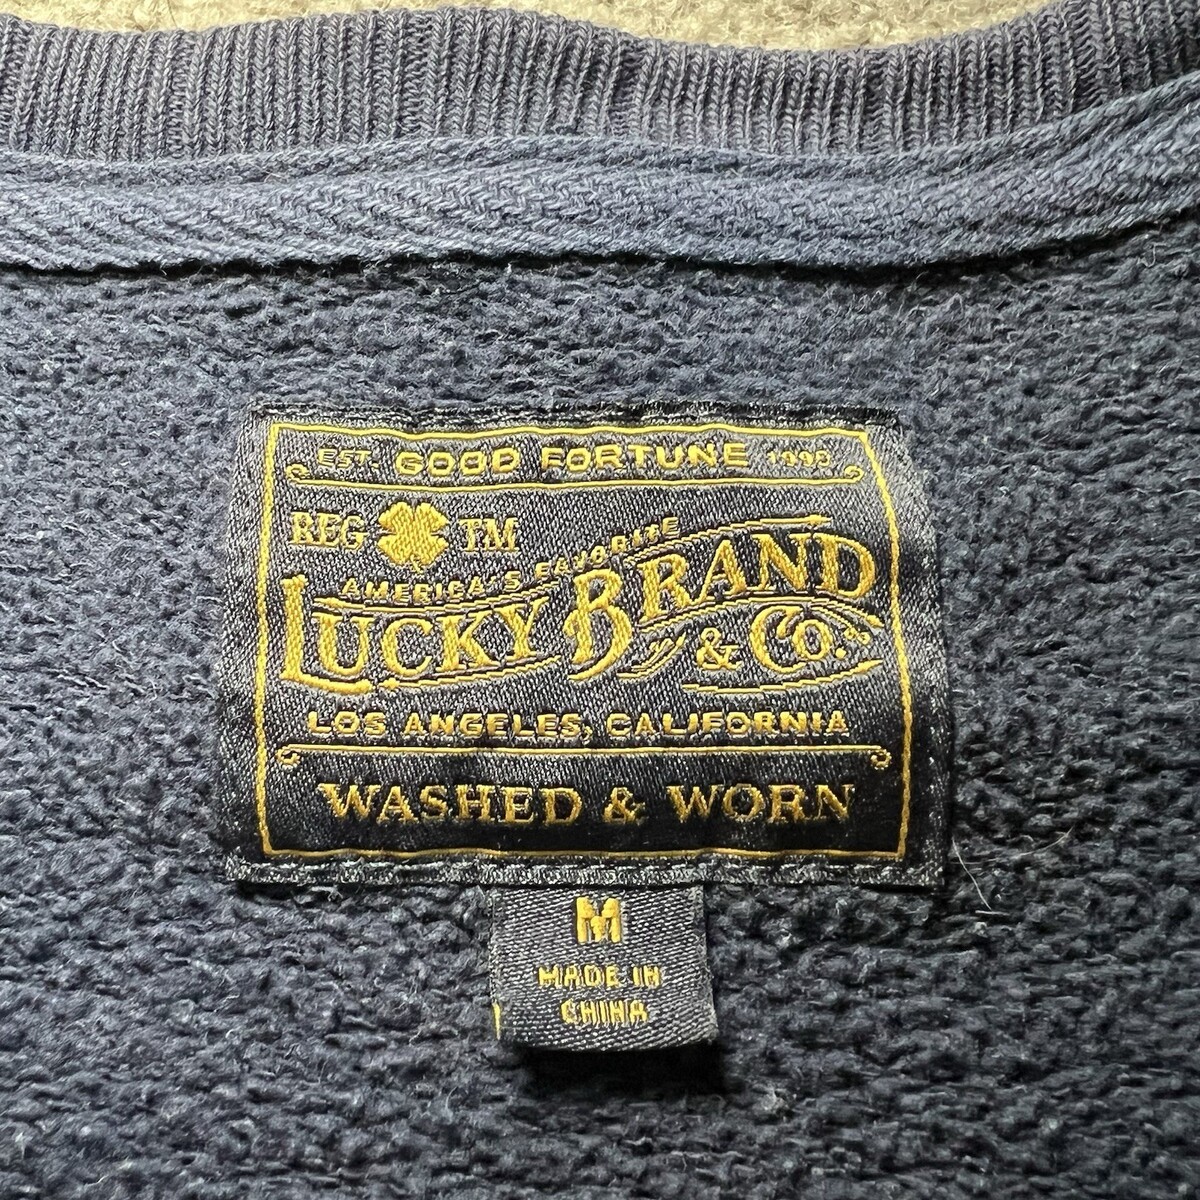 EST. GOOD FORTUNE 1990
REG TM
AMERICA'S FAVORITE
LUCKY BRAND
& Co.
LOS ANGELES, CALIFORNIA
WASHED & WORN
M
MADE IN
CHINA